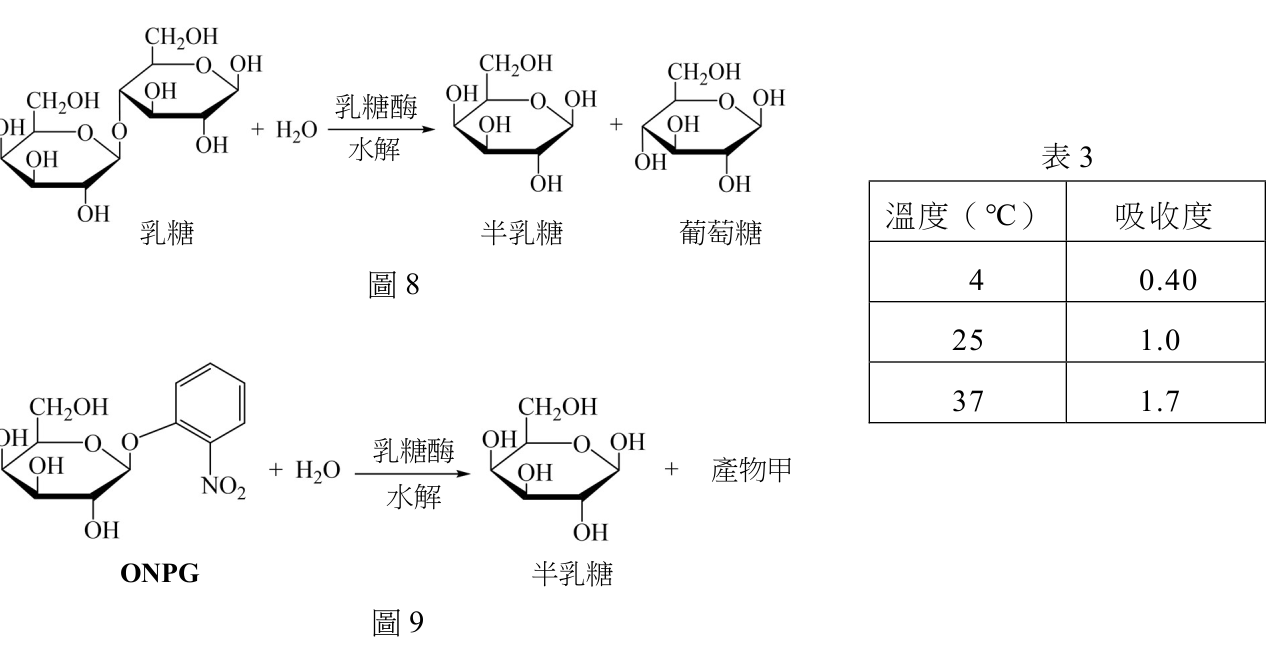 CH₂OH
O OH
OH
OH
CH₂OH
OH
O
O
OH
OH
+ H₂O
乳糖酶
水解
CH₂OH
OH
O OH
OH
OH
+
CH₂OH
O OH
OH
OH
OH
乳糖
半乳糖
葡萄糖
圖 8
表 3
溫度（℃） 吸收度
4 0.40
25 1.0
37 1.7
CH₂OH
OH
O
O
OH
OH
NO₂
+ H₂O
乳糖酶
水解
CH₂OH
OH
O OH
OH
OH
+ 產物甲
ONPG
半乳糖
圖 9